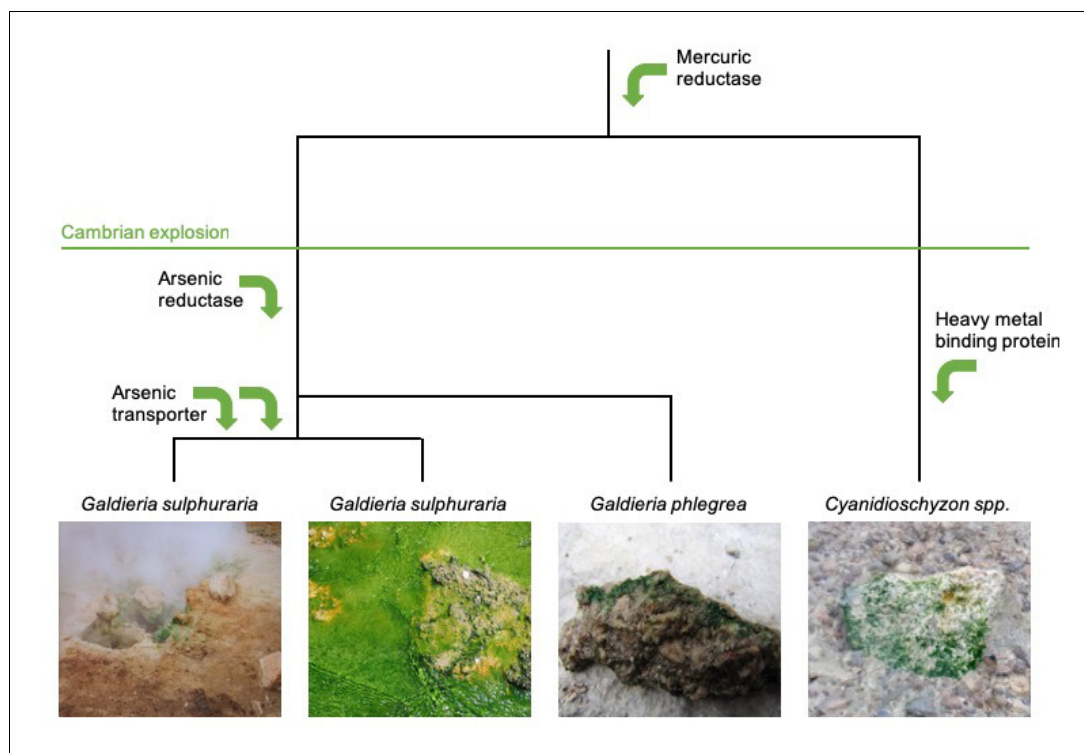 Mercuric
reductase
Cambrian explosion
Arsenic
reductase
Heavy metal
binding protein
Arsenic
transporter
Galdieria sulphuraria
Galdieria sulphuraria
Galdieria phlegrea
Cyanidioschyzon spp.